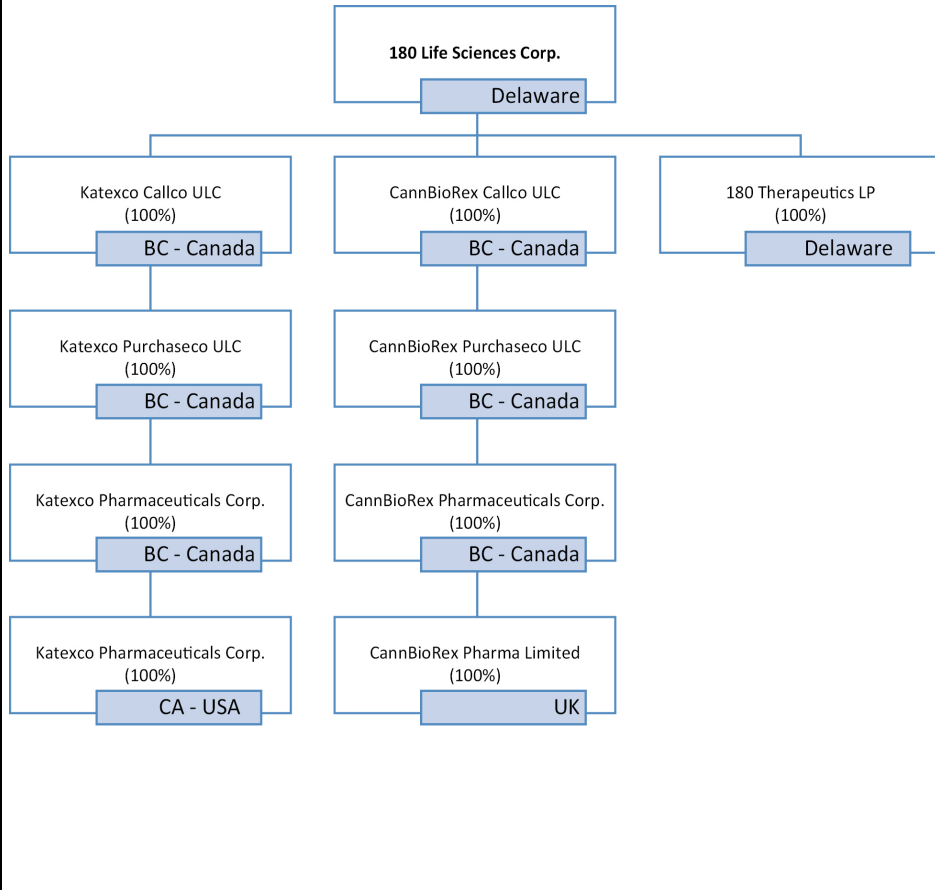 180 Life Sciences Corp.
Delaware
Katexco Callco ULC
(100%)
BC - Canada
CannBioRex Callco ULC
(100%)
BC - Canada
180 Therapeutics LP
(100%)
Delaware
Katexco Purchaseco ULC
(100%)
BC - Canada
CannBioRex Purchaseco ULC
(100%)
BC - Canada
Katexco Pharmaceuticals Corp.
(100%)
BC - Canada
CannBioRex Pharmaceuticals Corp.
(100%)
BC - Canada
Katexco Pharmaceuticals Corp.
(100%)
CA - USA
CannBioRex Pharma Limited
(100%)
UK